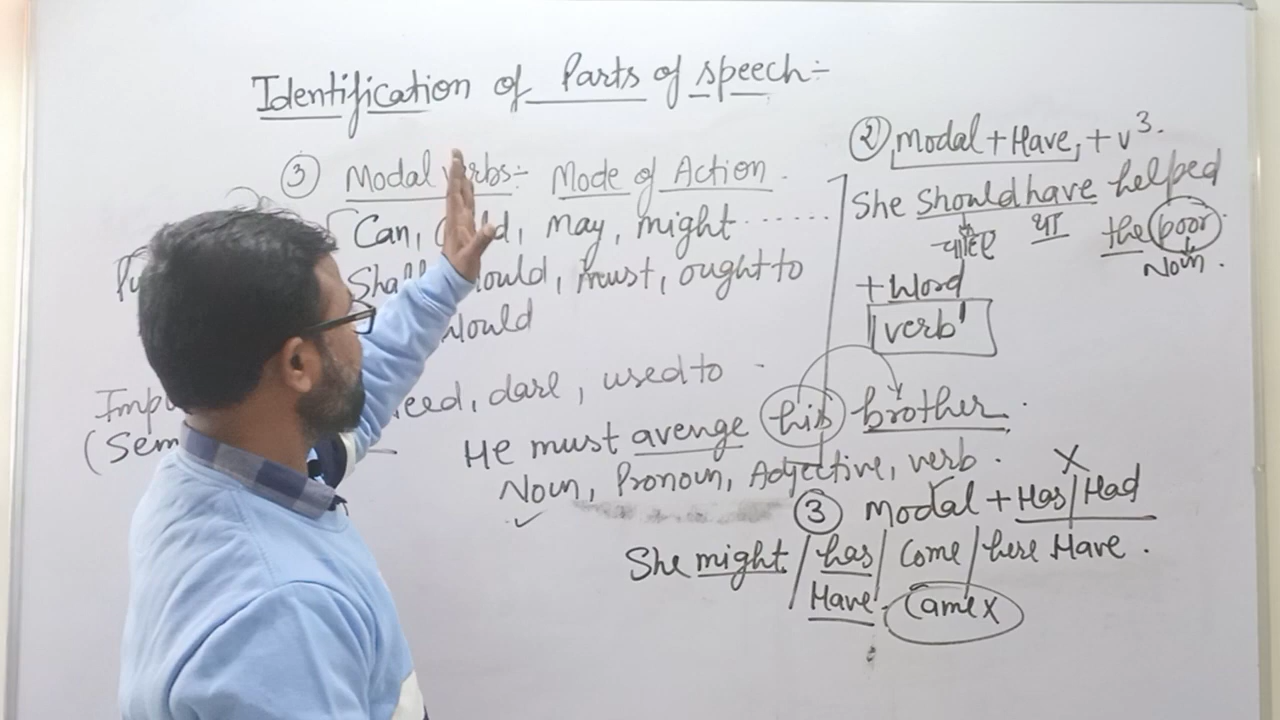 Identification of Parts of speech:-
③ Modal verbs:- Mode of Action.
Can, could, may, might.......
Shall, should, must, ought to
Would
need, dare, used to -
He must avenge his brother.
Noun, Pronoun, Adjective, verb.
② Modal + Have, + V³.
She should have helped
चाहिए था the poor.
Noun.
+ Word
verb¹
③ Modal + Has/Had X
She might / has / Come / here Have.
Have. Came X